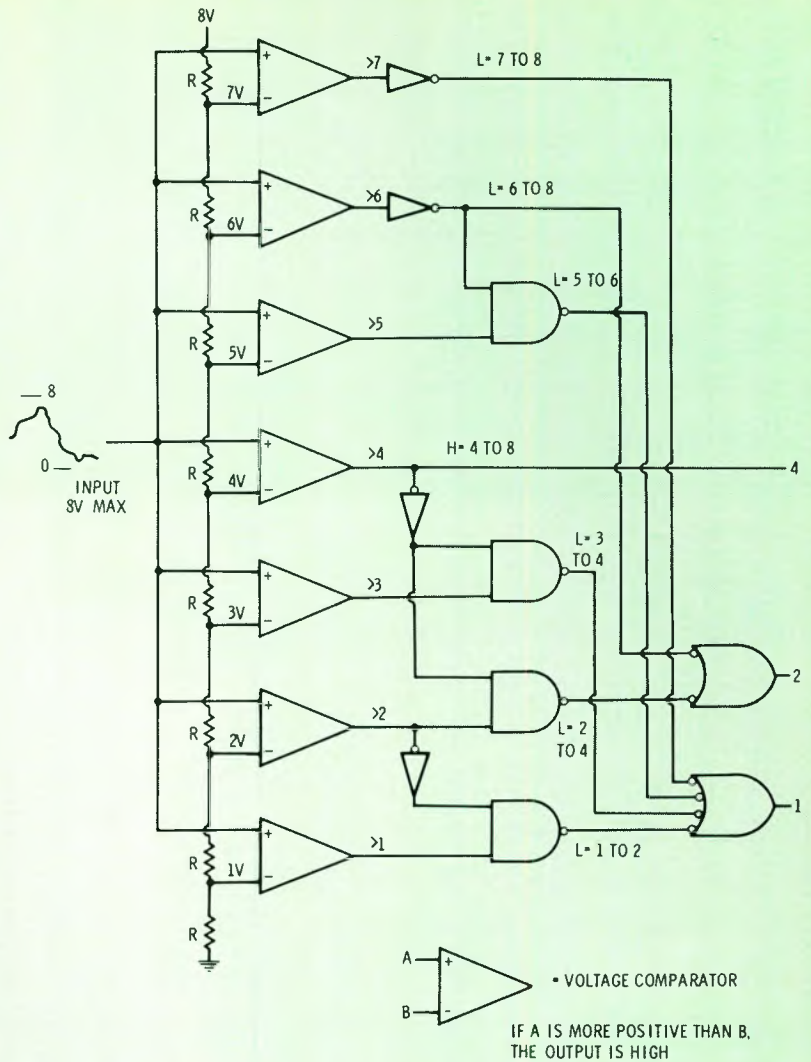 8V
R
7V
+
-
>7
L= 7 TO 8
R
6V
+
-
>6
L= 6 TO 8
L= 5 TO 6
R
5V
+
-
>5
8
0
INPUT
8V MAX
R
4V
+
-
>4
H= 4 TO 8
4
R
3V
+
-
>3
L= 3
TO 4
R
2V
+
-
>2
L= 2
TO 4
2
R
1V
+
-
>1
L= 1 TO 2
1
R
A
+
B
-
= VOLTAGE COMPARATOR
IF A IS MORE POSITIVE THAN B,
THE OUTPUT IS HIGH